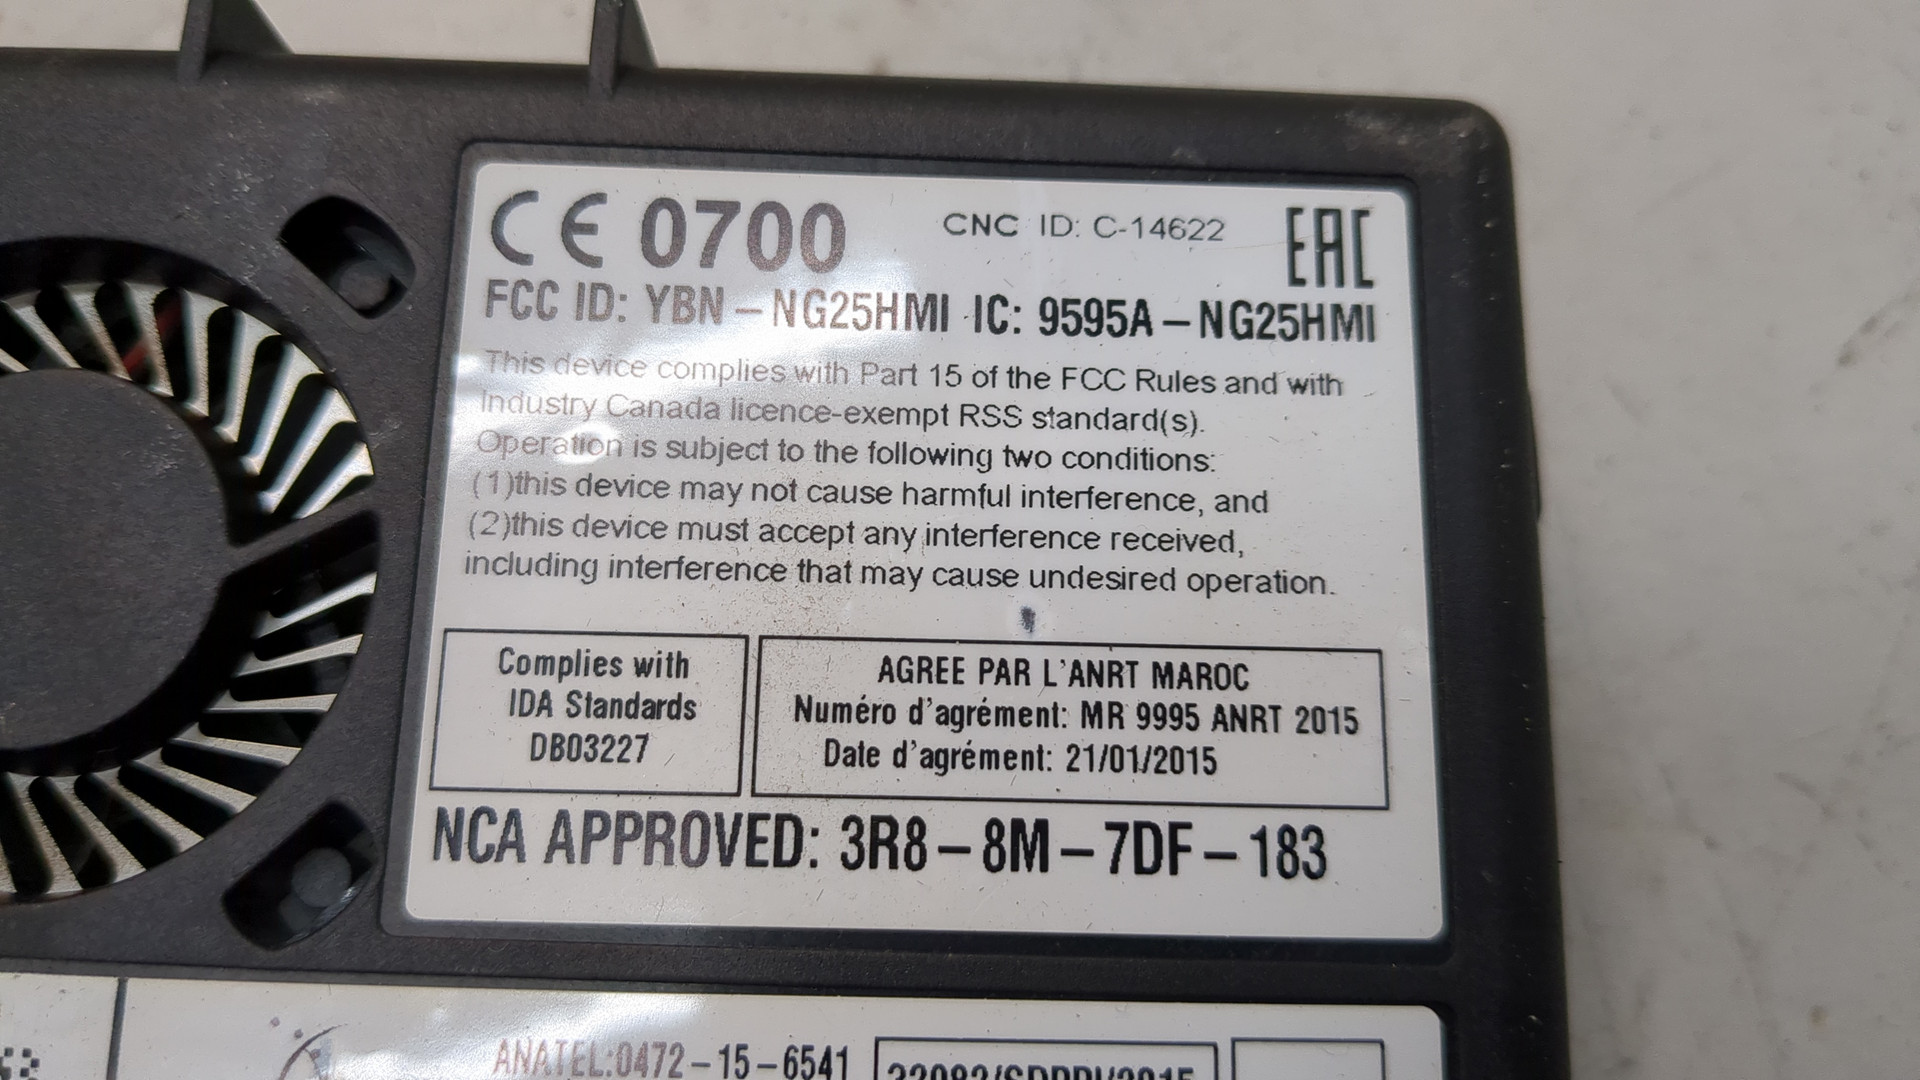 CE 0700 CNC ID: C-14622 EAC
FCC ID: YBN – NG25HMI IC: 9595A – NG25HMI
This device complies with Part 15 of the FCC Rules and with
Industry Canada licence-exempt RSS standard(s).
Operation is subject to the following two conditions:
(1)this device may not cause harmful interference, and
(2)this device must accept any interference received,
including interference that may cause undesired operation.
Complies with
IDA Standards
DB03227
AGREE PAR L'ANRT MAROC
Numéro d'agrément: MR 9995 ANRT 2015
Date d'agrément: 21/01/2015
NCA APPROVED: 3R8 – 8M – 7DF – 183
ANATEL:0472 – 15 – 6541